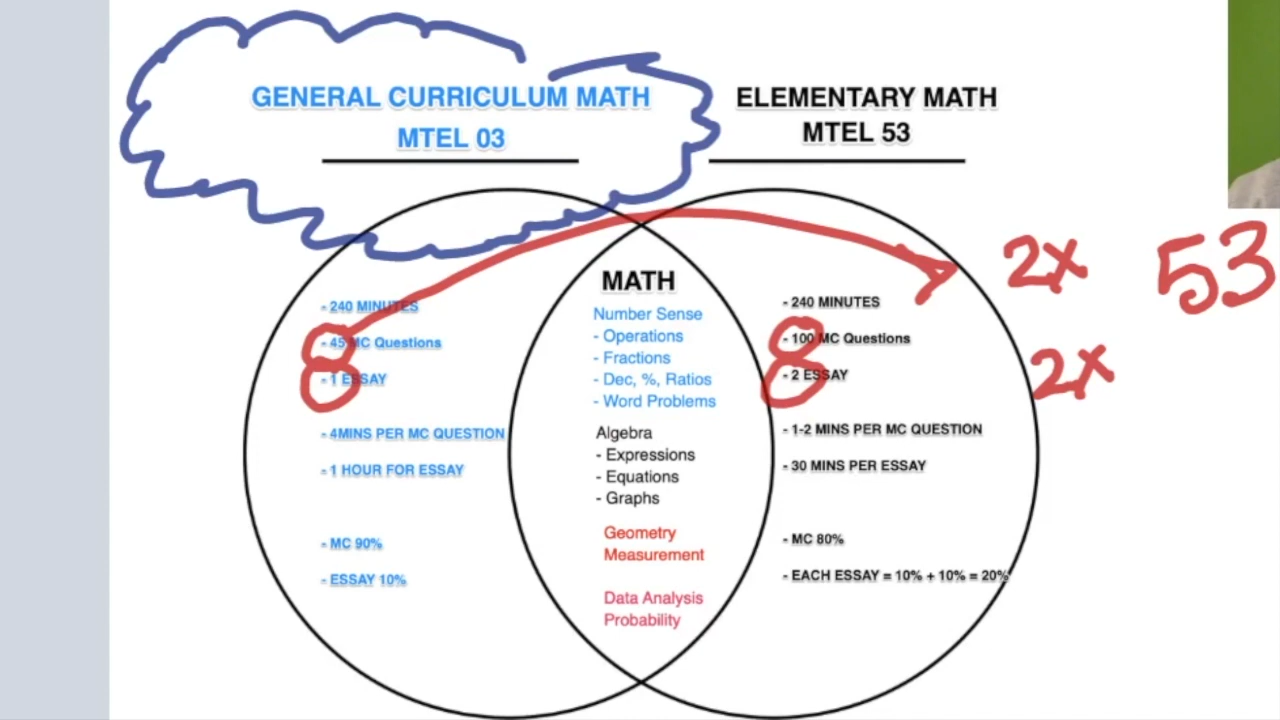 GENERAL CURRICULUM MATH
MTEL 03
ELEMENTARY MATH
MTEL 53
- 240 MINUTES
- 45 MC Questions
- 1 ESSAY
- 4MINS PER MC QUESTION
- 1 HOUR FOR ESSAY
- MC 90%
- ESSAY 10%
8
MATH
Number Sense
- Operations
- Fractions
- Dec, %, Ratios
- Word Problems
Algebra
- Expressions
- Equations
- Graphs
Geometry
Measurement
Data Analysis
Probability
- 240 MINUTES
- 100 MC Questions
- 2 ESSAY
- 1-2 MINS PER MC QUESTION
- 30 MINS PER ESSAY
- MC 80%
- EACH ESSAY = 10% + 10% = 20%
8
2x 53
2x